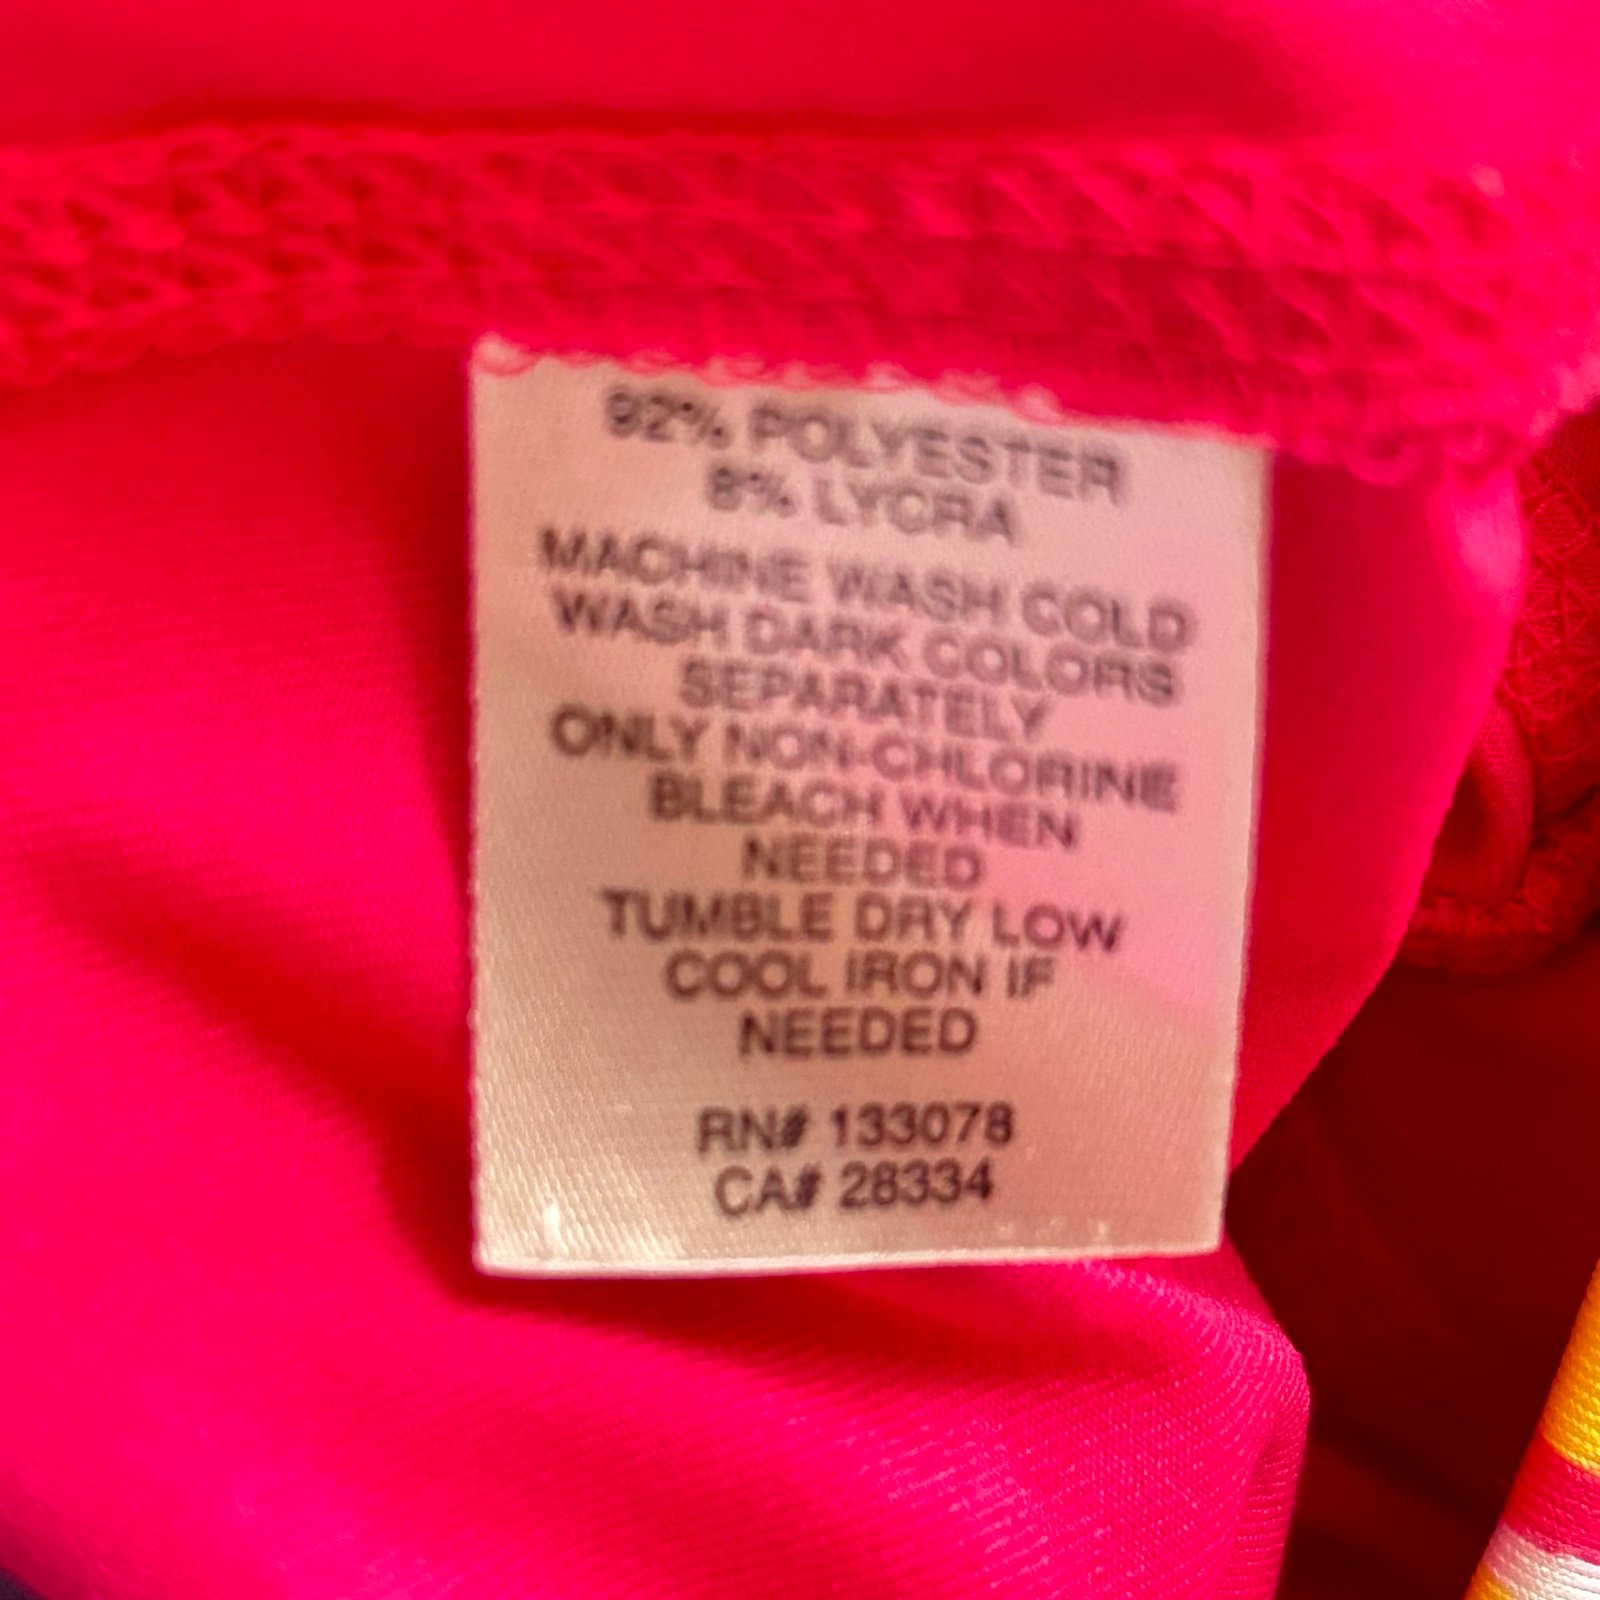 92% POLYESTER
8% LYCRA
MACHINE WASH COLD
WASH DARK COLORS
SEPARATELY
ONLY NON-CHLORINE
BLEACH WHEN
NEEDED
TUMBLE DRY LOW
COOL IRON IF
NEEDED
RN# 133078
CA# 28334